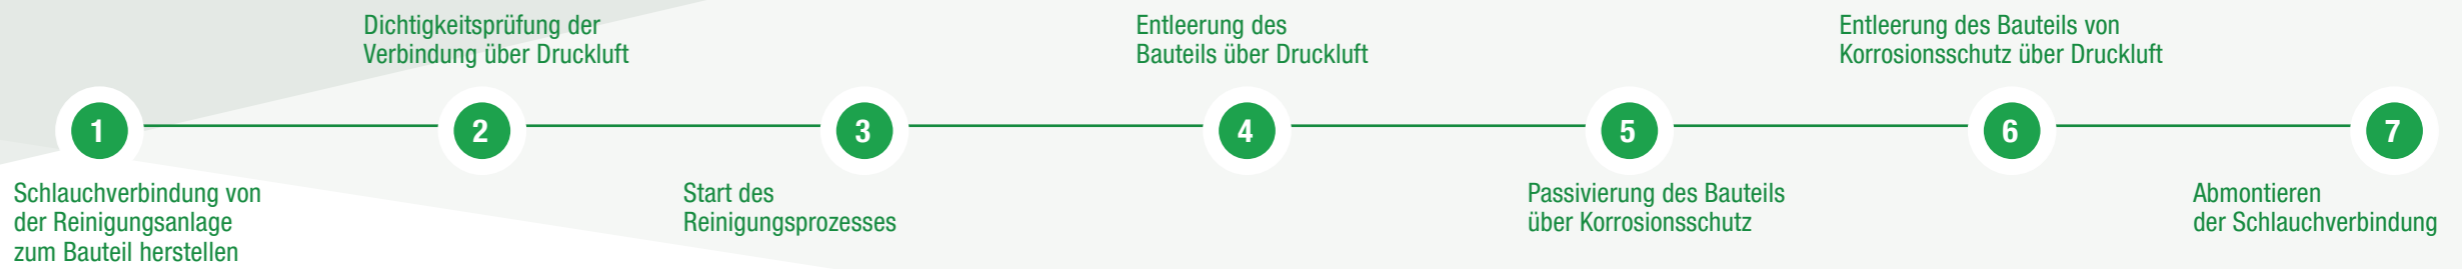 1
Schlauchverbindung von
der Reinigungsanlage
zum Bauteil herstellen
Dichtigkeitsprüfung der
Verbindung über Druckluft
2
3
Start des
Reinigungsprozesses
Entleerung des
Bauteils über Druckluft
4
5
Passivierung des Bauteils
über Korrosionsschutz
Entleerung des Bauteils von
Korrosionsschutz über Druckluft
6
7
Abmontieren
der Schlauchverbindung